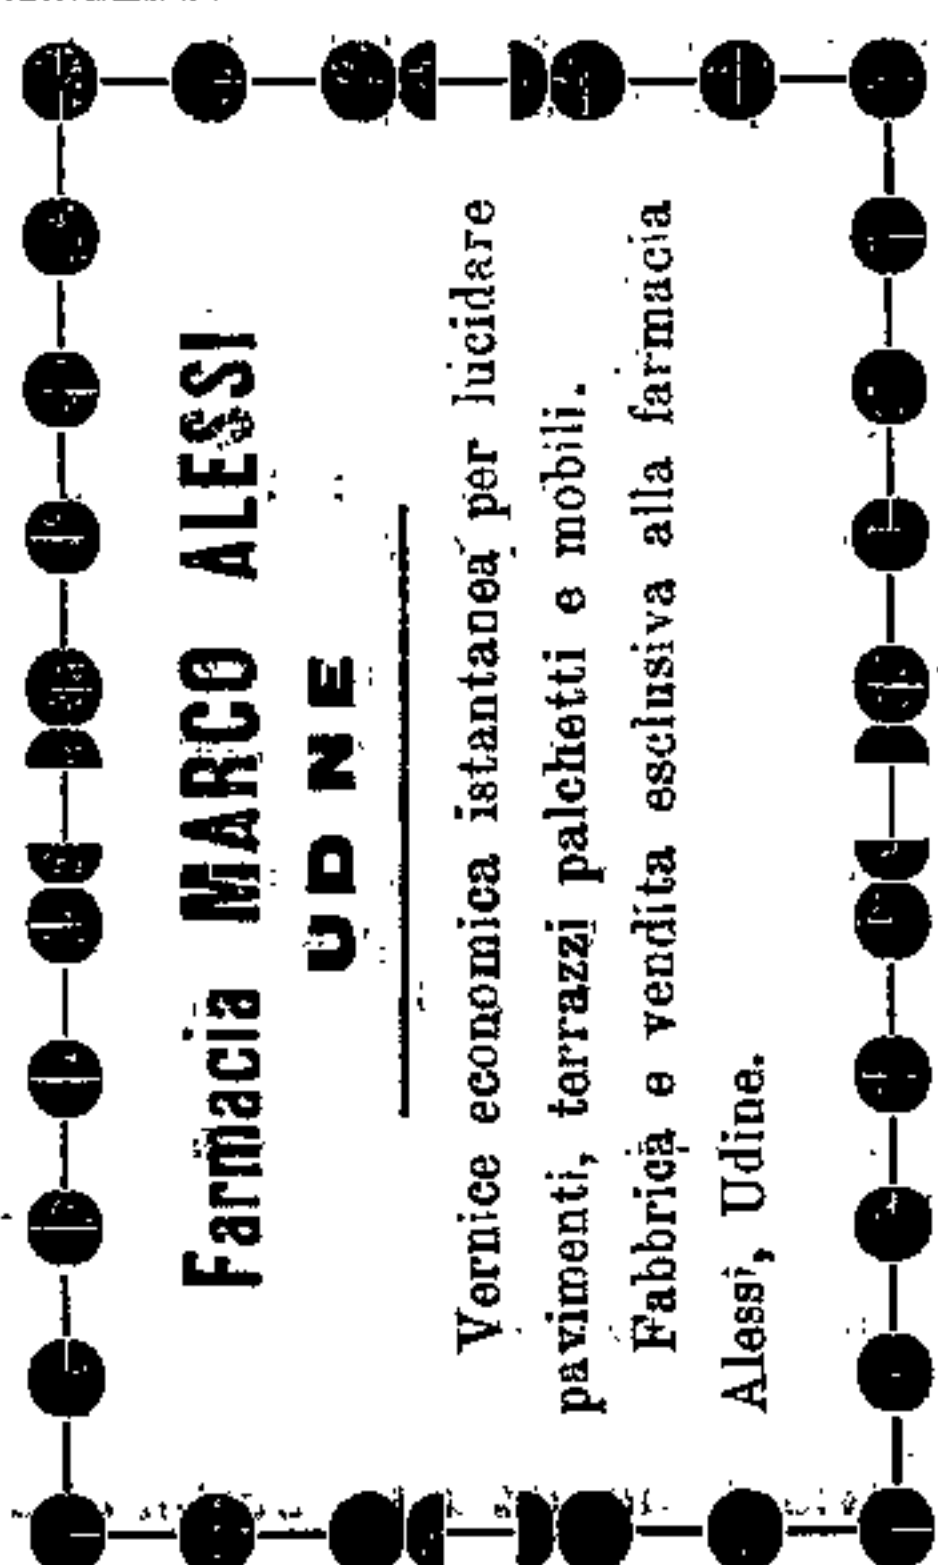 Farmacia MARCO ALESSI
UDNE
Vernice economica istantanea per lucidare
pavimenti, terrazzi palchetti e mobili.
Fabbrica e vendita esclusiva alla farmacia
Alessi, Udine.